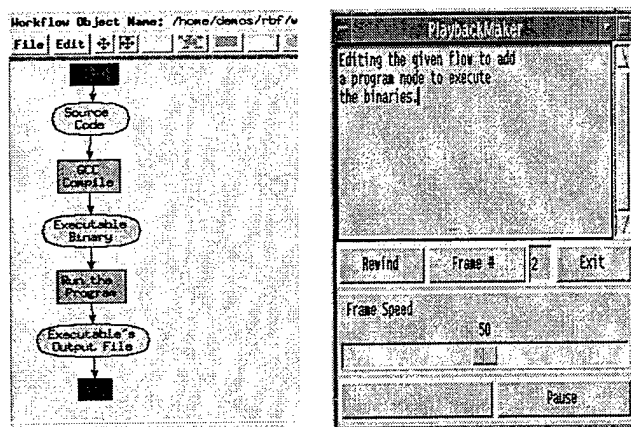 Workflow Object Name: /home/demos/rbf/w
File Edit
Source
Code
GCC
Compile
Executable
Binary
Run the
Program
Executable's
Output File
PlaybackMaker
Editing the given flow to add
a program node to execute
the binaries.
Rewind Frame # 2 Exit
Frame Speed
50
Pause